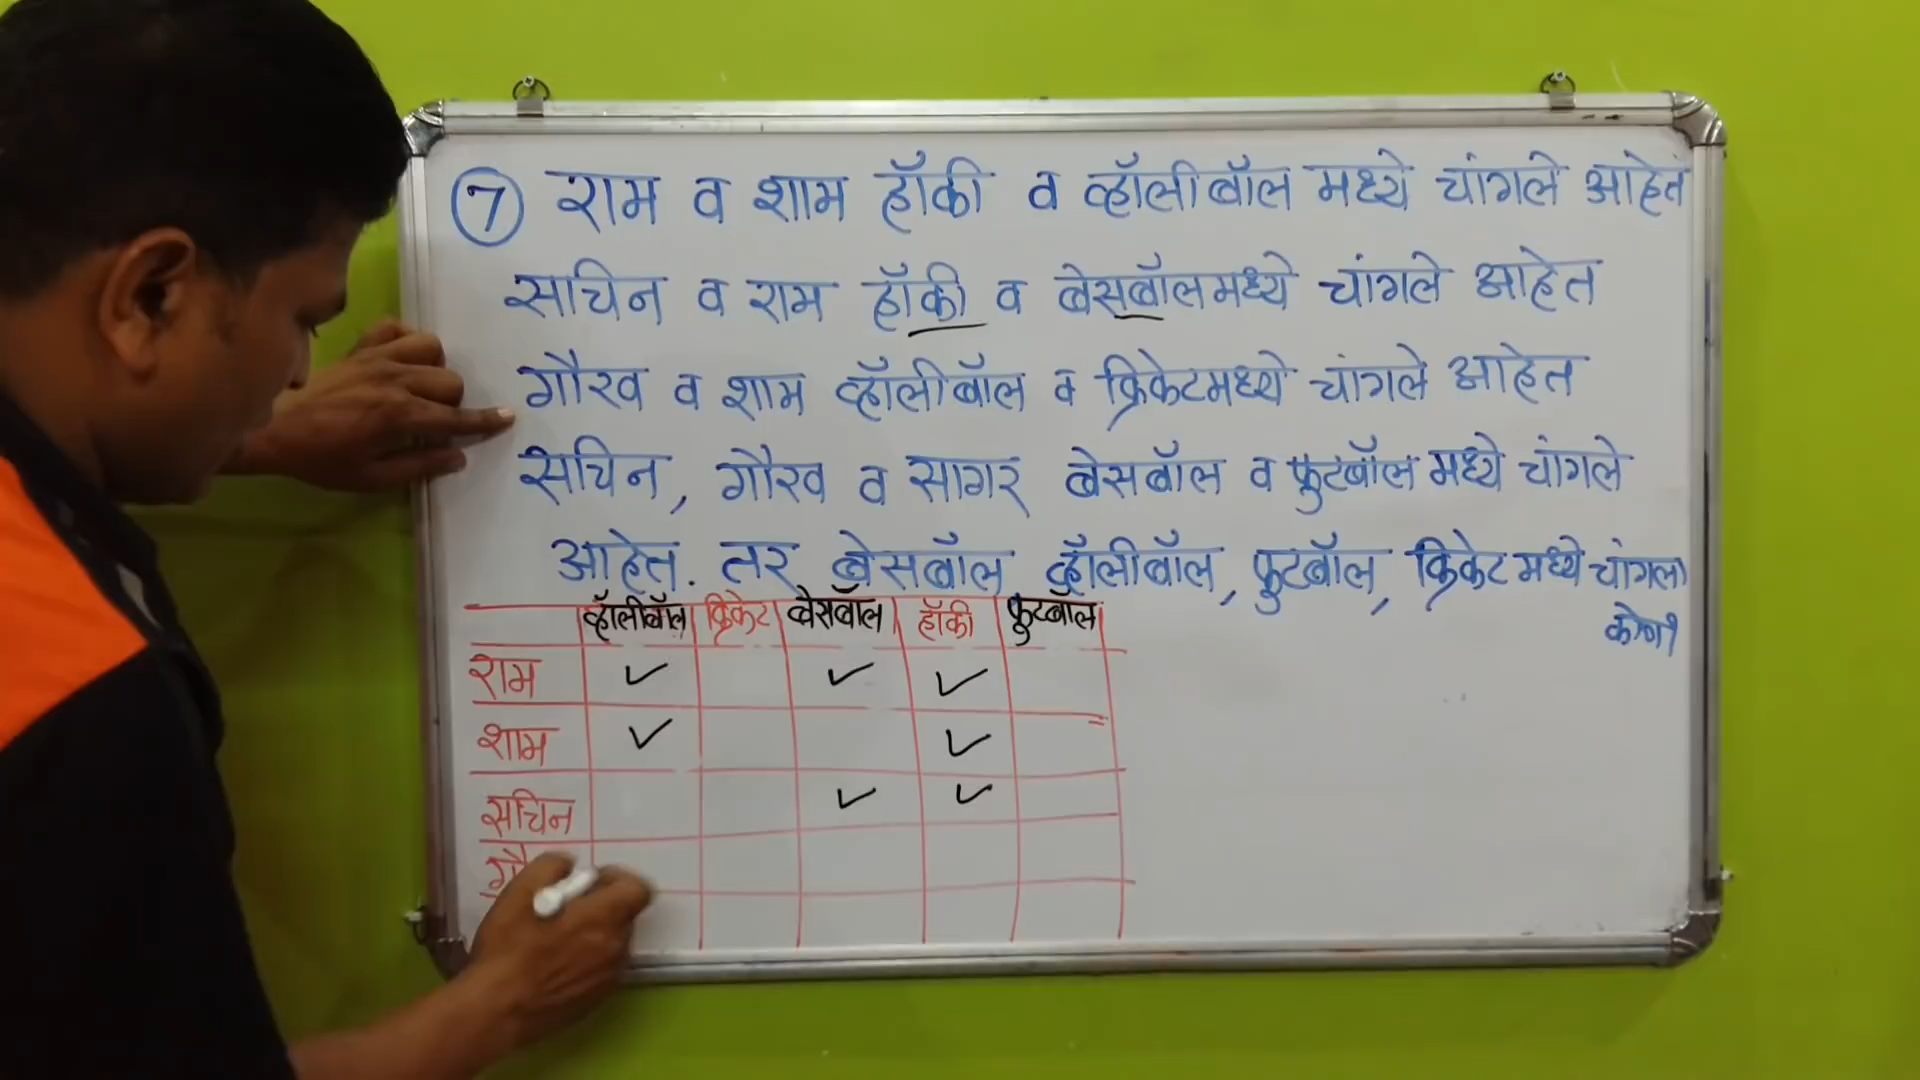 7 राम व शाम हॉकी व व्हॉलीबॉल मध्ये चांगले आहेत
सचिन व राम हॉकी व बेसबॉलमध्ये चांगले आहेत
गौरव व शाम व्हॉलीबॉल व क्रिकेटमध्ये चांगले आहेत
सचिन, गौरव व सागर बेसबॉल व फुटबॉल मध्ये चांगले
आहेत. तर बेसबॉल, व्हॉलीबॉल, फुटबॉल, क्रिकेट मध्ये चांगला
कोण?
व्हॉलीबॉल क्रिकेट बेसबॉल हॉकी फुटबॉल
राम ✓ ✓ ✓
शाम ✓ ✓
सचिन ✓ ✓